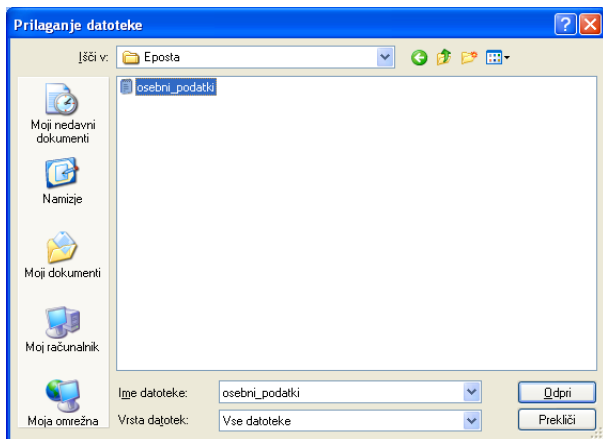 Prilaganje datoteke
Išči v:
Eposta
osebni_podatki
Moji nedavni
dokumenti
Namizje
Moji dokumenti
Moj računalnik
Moja omrežna
Ime datoteke:
osebni_podatki
Odpri
Vrsta datotek:
Vse datoteke
Prekliči